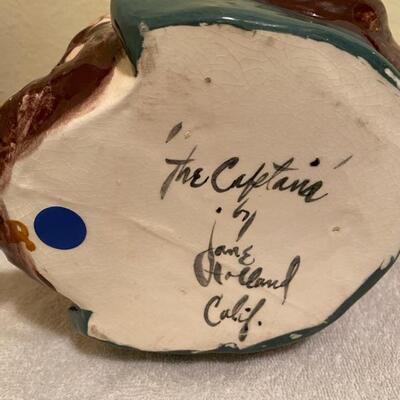 "The Captain"
by
Jane
Holland
Calif.